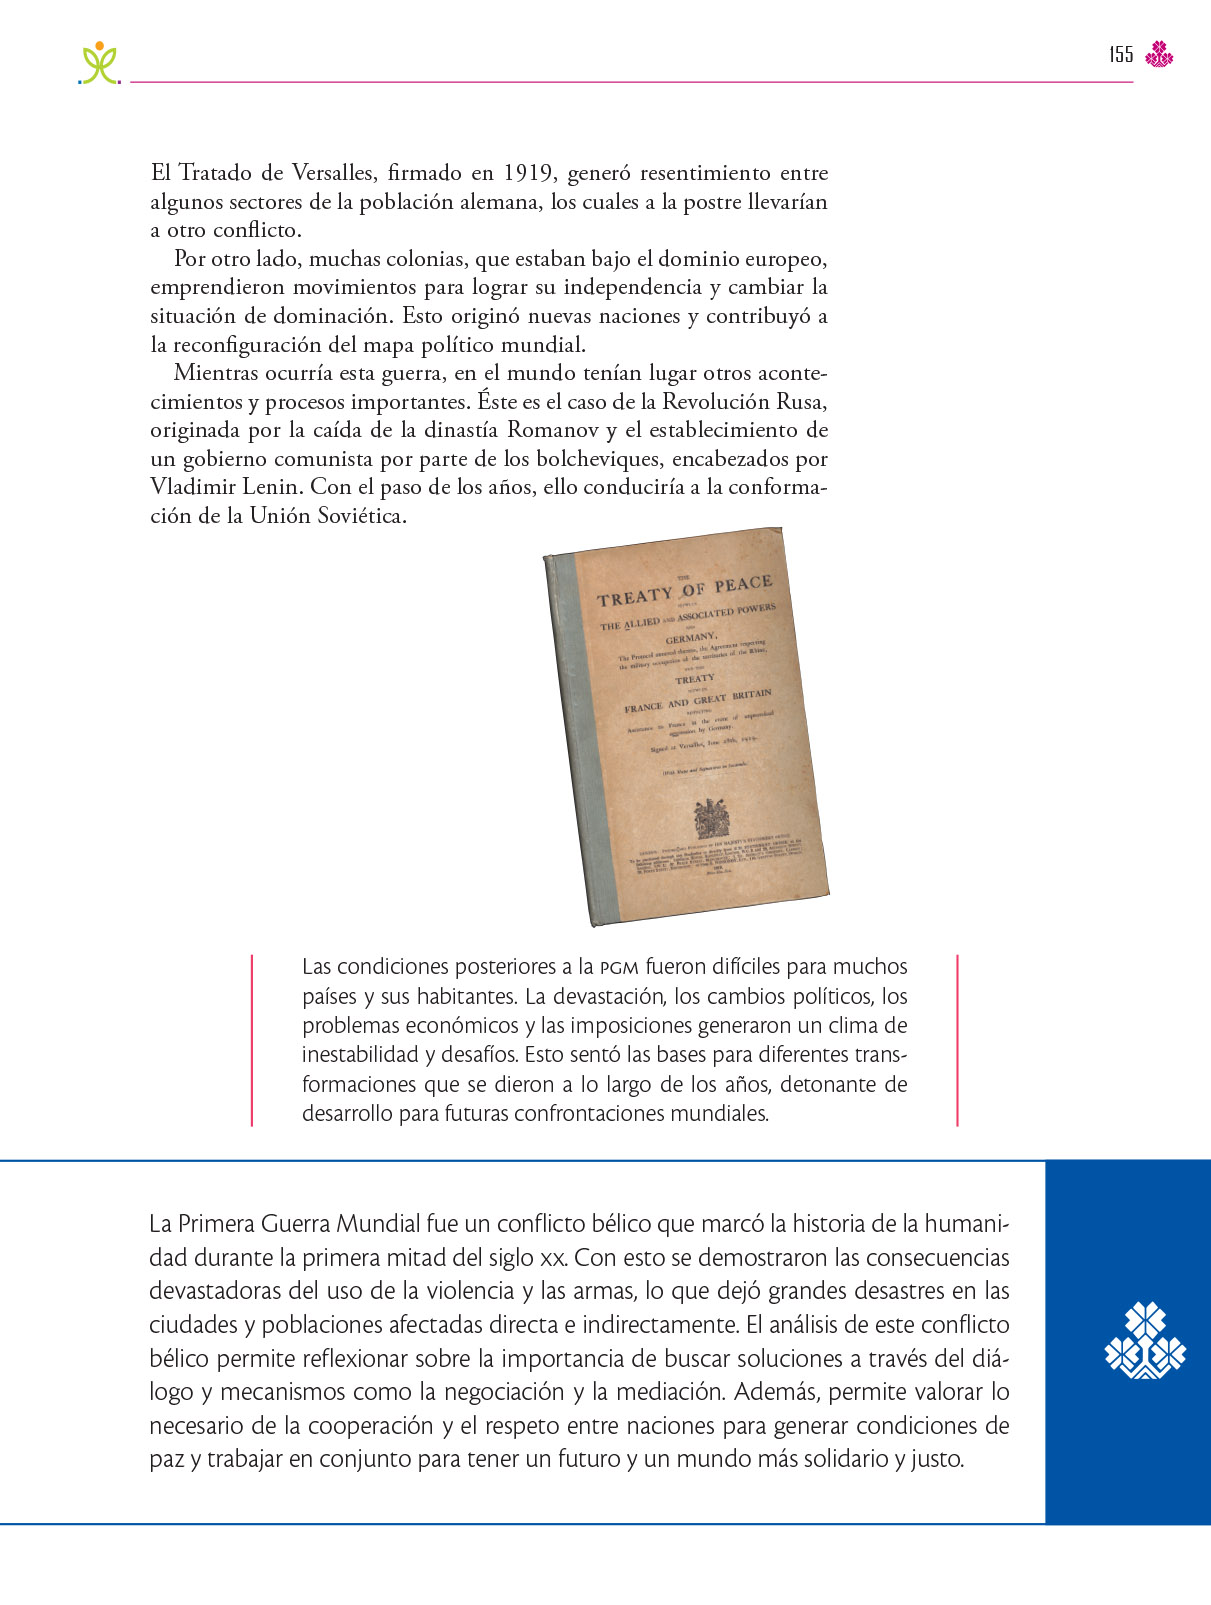 155
El Tratado de Versalles, firmado en 1919, generó resentimiento entre
algunos sectores de la población alemana, los cuales a la postre llevarían
a otro conflicto.
Por otro lado, muchas colonias, que estaban bajo el dominio europeo,
emprendieron movimientos para lograr su independencia y cambiar la
situación de dominación. Esto originó nuevas naciones y contribuyó a
la reconfiguración del mapa político mundial.
Mientras ocurría esta guerra, en el mundo tenían lugar otros aconte-
cimientos y procesos importantes. Éste es el caso de la Revolución Rusa,
originada por la caída de la dinastía Romanov y el establecimiento de
un gobierno comunista por parte de los bolcheviques, encabezados por
Vladimir Lenin. Con el paso de los años, ello conduciría a la conforma-
ción de la Unión Soviética.
THE
TREATY OF PEACE
BETWEEN
THE ALLIED AND ASSOCIATED POWERS
AND
GERMANY,
The Protocol annexed thereto, the Agreement respecting
the military occupation of the territories of the Rhine,
AND THE
TREATY
BETWEEN
FRANCE AND GREAT BRITAIN
RESPECTING
Assistance to France in the event of unprovoked
aggression by Germany.
Signed at Versailles, June 28th, 1919.
(With Maps and Signatures in facsimile.)
Las condiciones posteriores a la PGM fueron difíciles para muchos
países y sus habitantes. La devastación, los cambios políticos, los
problemas económicos y las imposiciones generaron un clima de
inestabilidad y desafíos. Esto sentó las bases para diferentes trans-
formaciones que se dieron a lo largo de los años, detonante de
desarrollo para futuras confrontaciones mundiales.
La Primera Guerra Mundial fue un conflicto bélico que marcó la historia de la humani-
dad durante la primera mitad del siglo XX. Con esto se demostraron las consecuencias
devastadoras del uso de la violencia y las armas, lo que dejó grandes desastres en las
ciudades y poblaciones afectadas directa e indirectamente. El análisis de este conflicto
bélico permite reflexionar sobre la importancia de buscar soluciones a través del diá-
logo y mecanismos como la negociación y la mediación. Además, permite valorar lo
necesario de la cooperación y el respeto entre naciones para generar condiciones de
paz y trabajar en conjunto para tener un futuro y un mundo más solidario y justo.